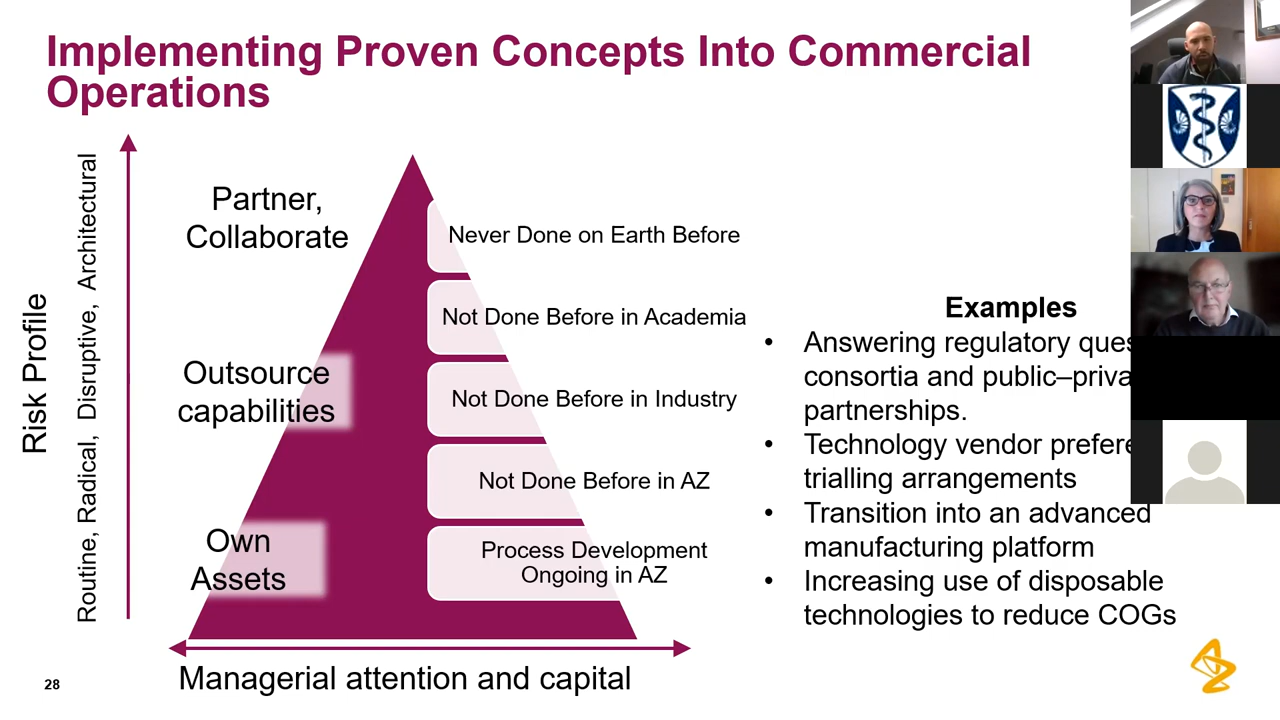 Implementing Proven Concepts Into Commercial
Operations
Risk Profile
Routine, Radical, Disruptive, Architectural
Partner,
Collaborate
Outsource
capabilities
Own
Assets
Never Done on Earth Before
Not Done Before in Academia
Not Done Before in Industry
Not Done Before in AZ
Process Development
Ongoing in AZ
Managerial attention and capital
Examples
• Answering regulatory
consortia and
partnerships.
• Technology vendor
trialling arrangements
• Transition into an advanced
manufacturing platform
• Increasing use of disposable
technologies to reduce COGs
28